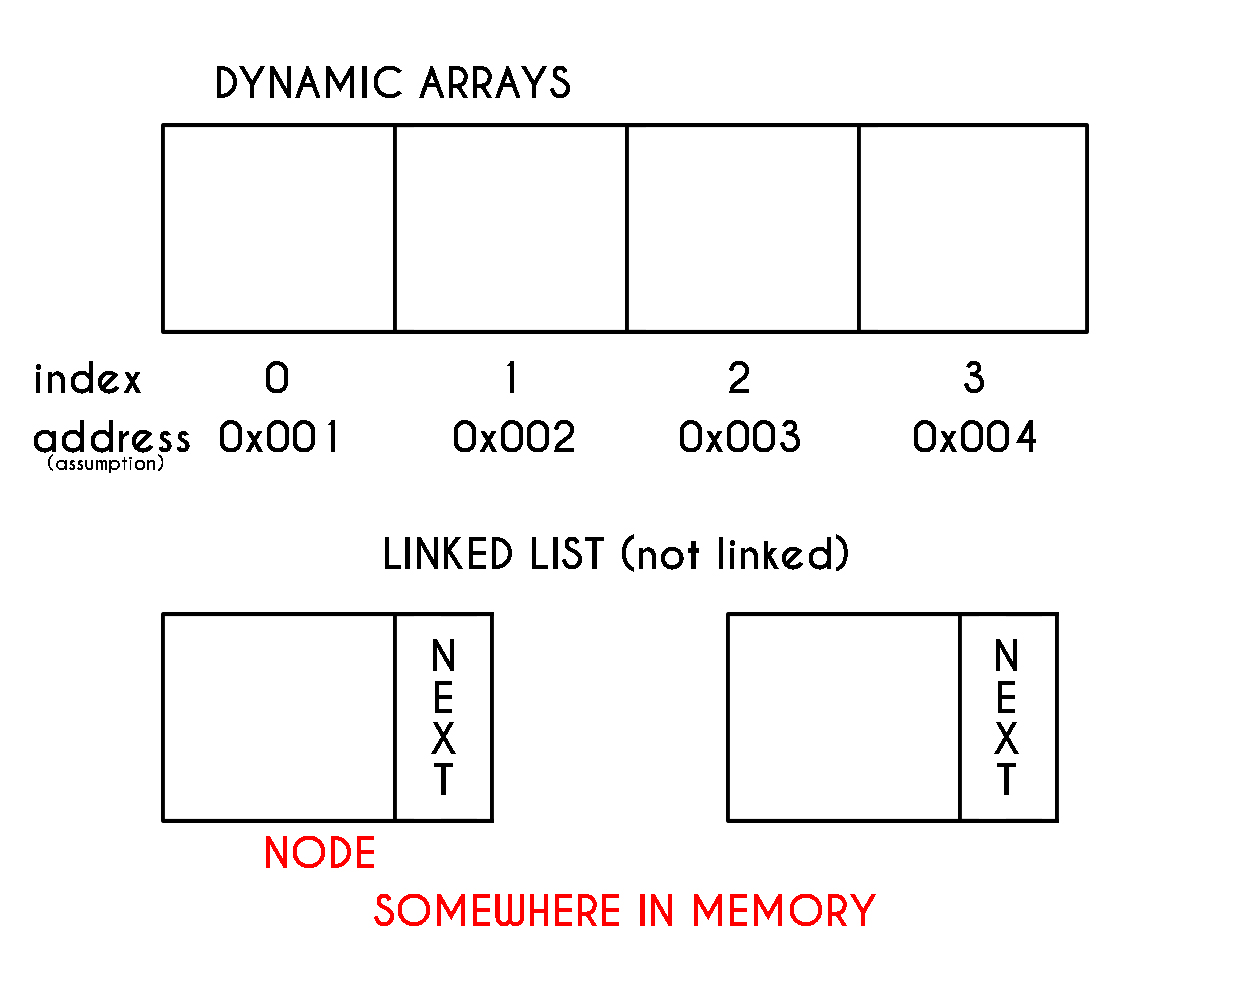 DYNAMIC ARRAYS
index 0 1 2 3
address 0x001 0x002 0x003 0x004
(assumption)
LINKED LIST (not linked)
NEXT NEXT
NODE
SOMEWHERE IN MEMORY